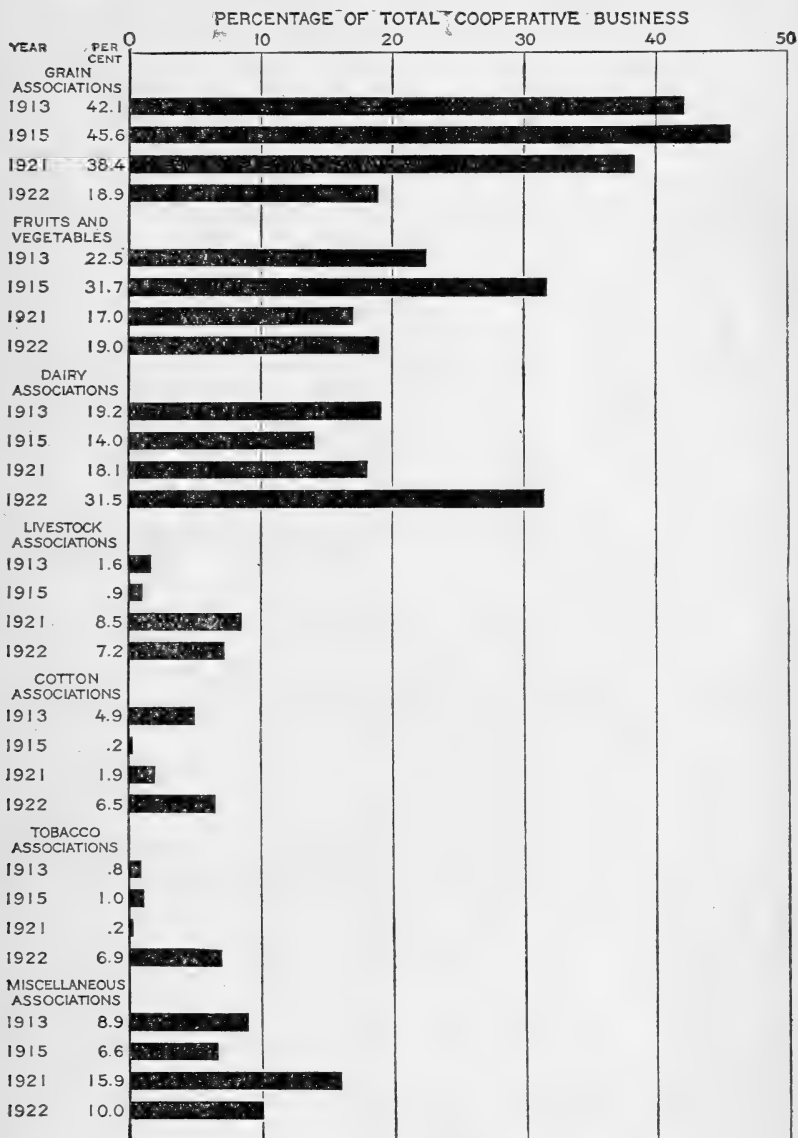 PERCENTAGE OF TOTAL COOPERATIVE BUSINESS
YEAR PER CENT 0 10 20 30 40 50
GRAIN
ASSOCIATIONS
1913 42.1
1915 45.6
1921 38.4
1922 18.9
FRUITS AND
VEGETABLES
1913 22.5
1915 31.7
1921 17.0
1922 19.0
DAIRY
ASSOCIATIONS
1913 19.2
1915 14.0
1921 18.1
1922 31.5
LIVESTOCK
ASSOCIATIONS
1913 1.6
1915 .9
1921 8.5
1922 7.2
COTTON
ASSOCIATIONS
1913 4.9
1915 .2
1921 1.9
1922 6.5
TOBACCO
ASSOCIATIONS
1913 .8
1915 1.0
1921 .2
1922 6.9
MISCELLANEOUS
ASSOCIATIONS
1913 8.9
1915 6.6
1921 15.9
1922 10.0